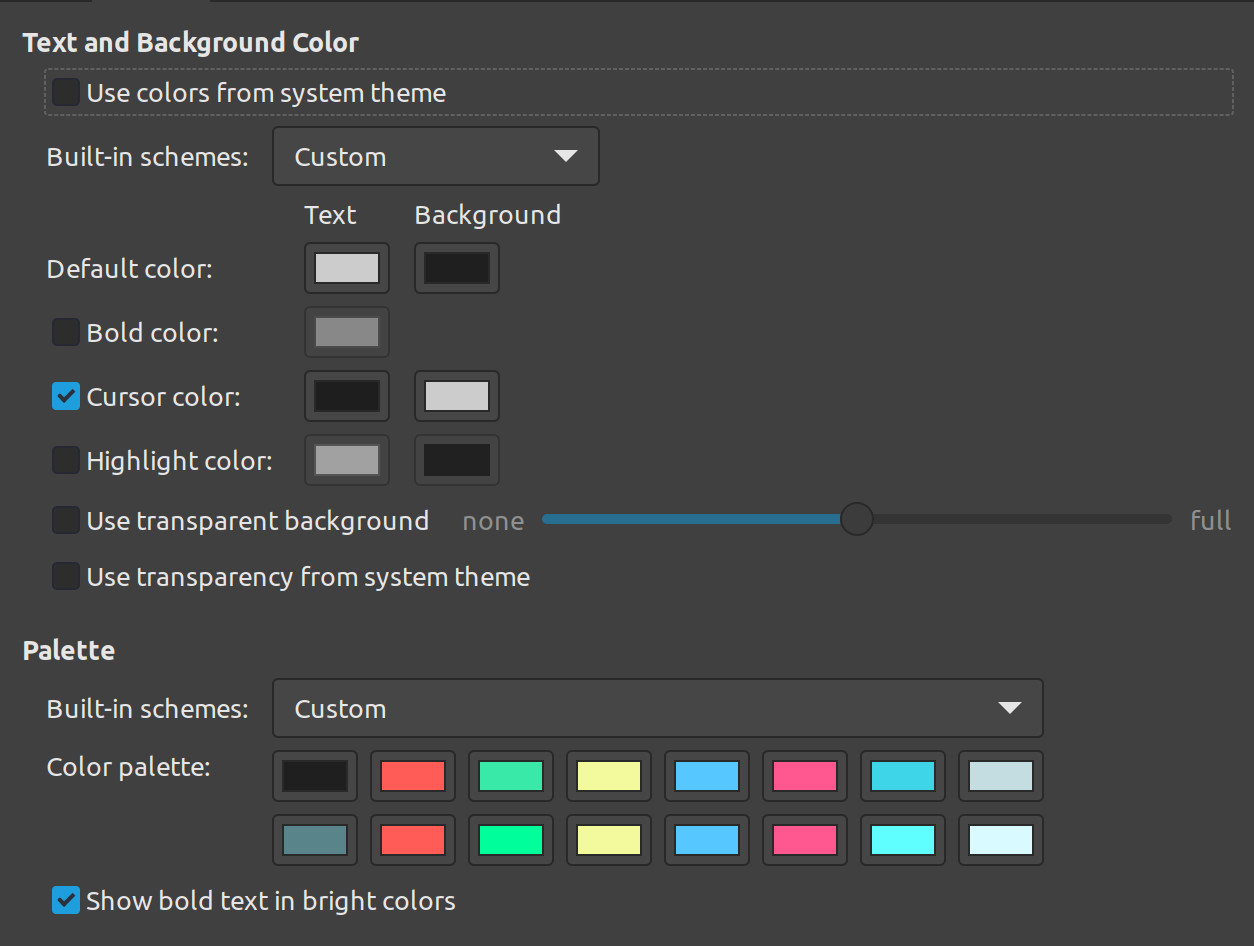 Text and Background Color
Use colors from system theme
Built-in schemes: Custom
Text Background
Default color:
Bold color:
Cursor color:
Highlight color:
Use transparent background none full
Use transparency from system theme
Palette
Built-in schemes: Custom
Color palette:
Show bold text in bright colors